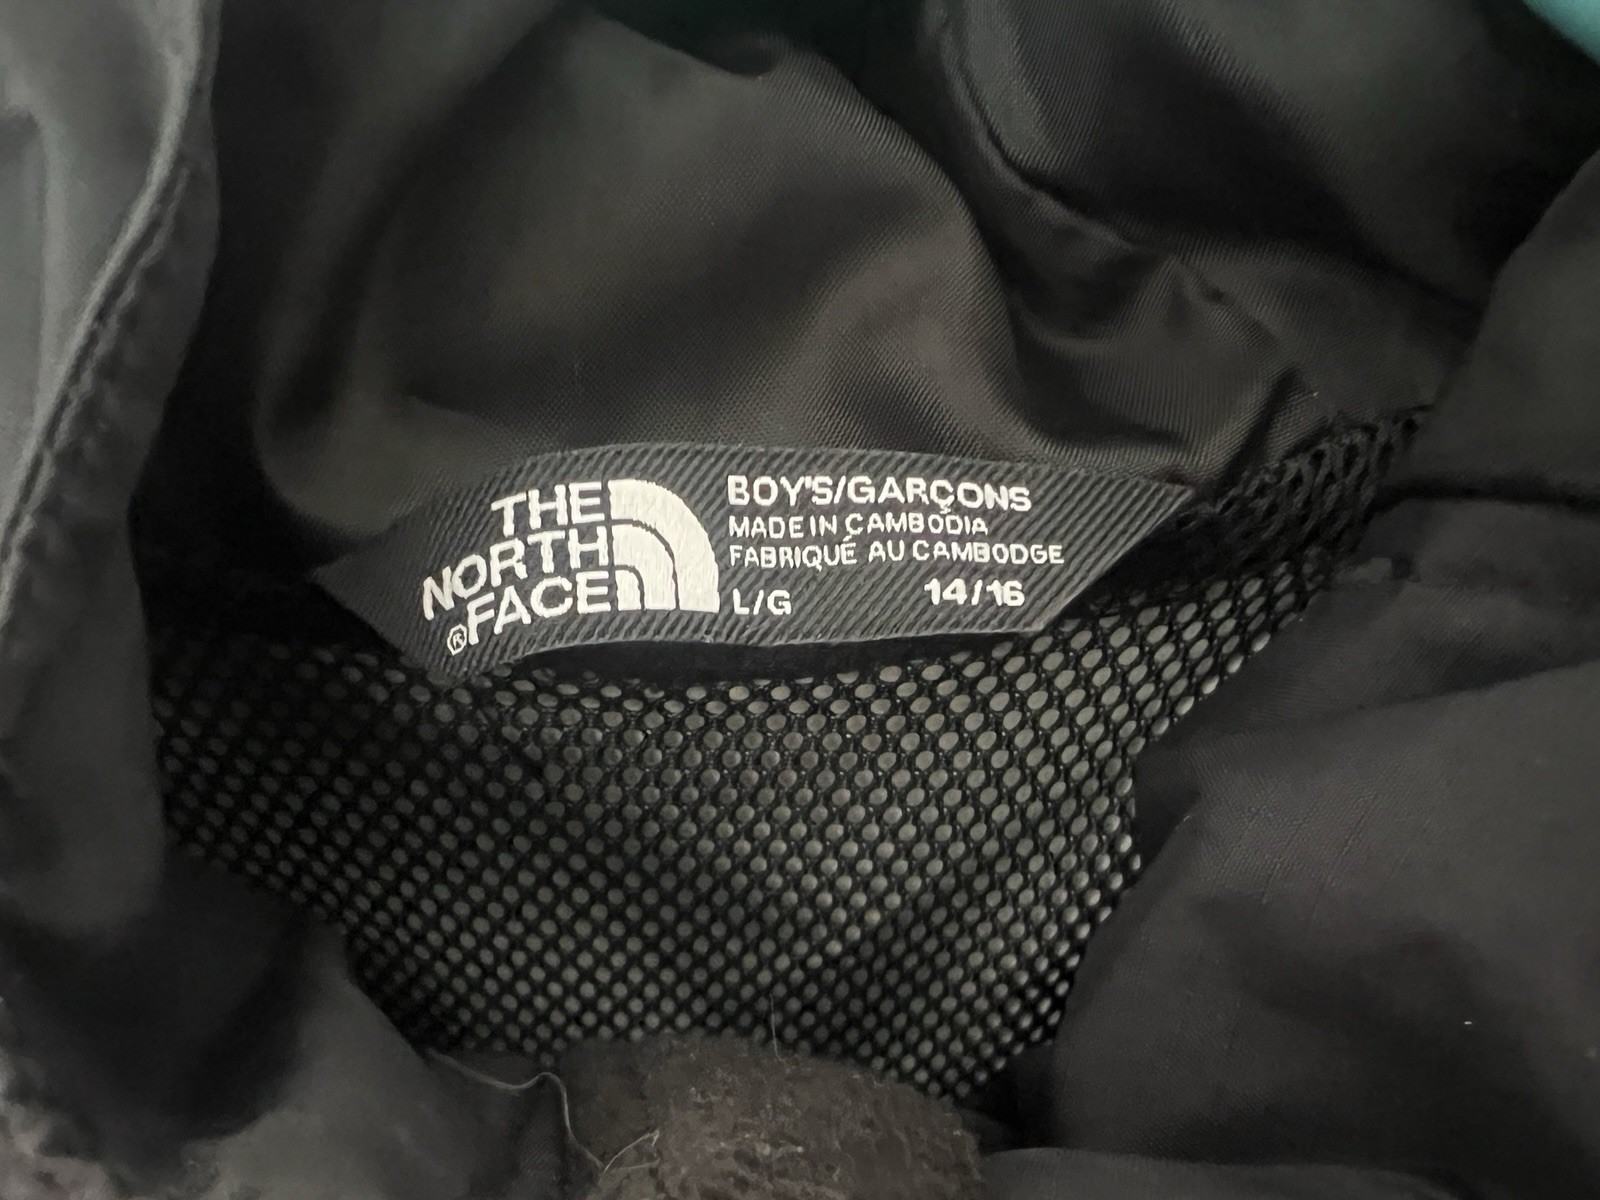 THE
NORTH
FACE
®
BOY'S/GARÇONS
MADE IN CAMBODIA
FABRIQUÉ AU CAMBODGE
L/G 14/16